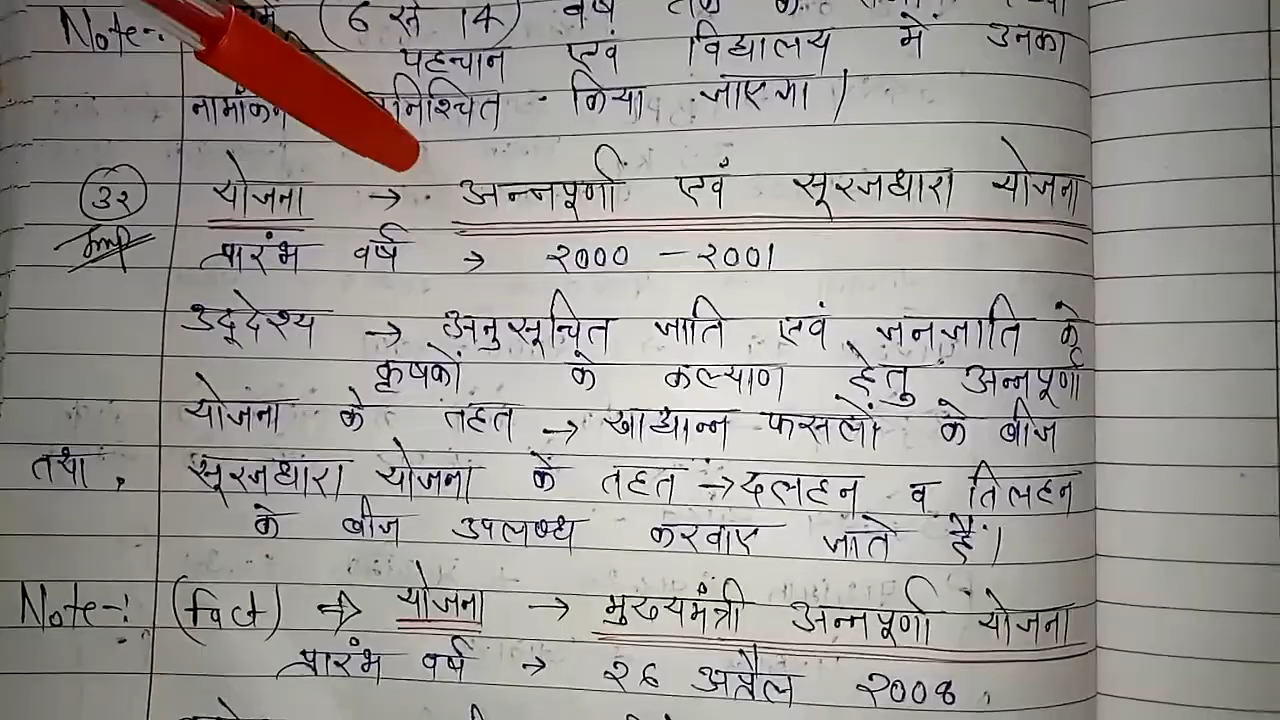 Note-: (6 से 14) वर्ष तक के
पहचान एवं विद्यालय में उनका
नामांकन निश्चित किया जाएगा।
(32) योजना → अन्नपूर्णा एवं सूरजधारा योजना
Imp प्रारंभ वर्ष → 2000 - 2001
उद्देश्य → अनुसूचित जाति एवं जनजाति के
कृषकों के कल्याण हेतु अन्नपूर्णा
योजना के तहत → खाद्यान्न फसलों के बीज
तथा, सूरजधारा योजना के तहत → दलहन व तिलहन
के बीज उपलब्ध करवाए जाते हैं।
Note-: (fact) => योजना → मुख्यमंत्री अन्नपूर्णा योजना
प्रारंभ वर्ष → 26 अप्रैल 2008